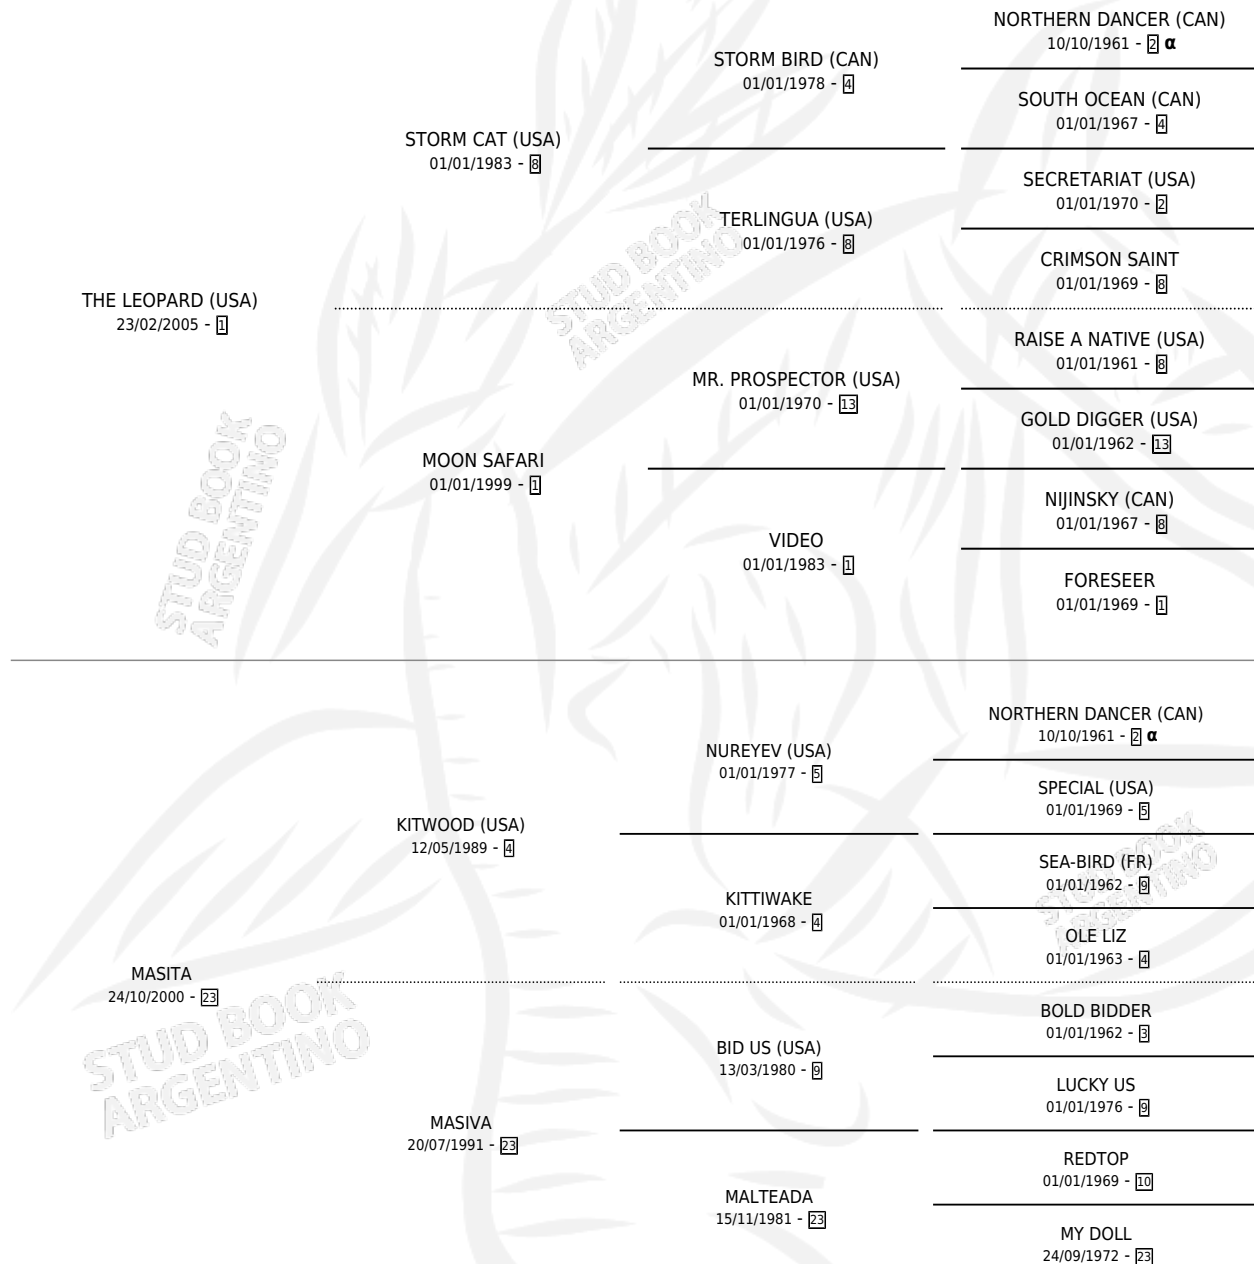 NORTHERN DANCER (CAN)
10/10/1961 - 2 α
STORM BIRD (CAN)
01/01/1978 - 4
SOUTH OCEAN (CAN)
01/01/1967 - 4
STORM CAT (USA)
01/01/1983 - 8
SECRETARIAT (USA)
01/01/1970 - 2
TERLINGUA (USA)
01/01/1976 - 8
CRIMSON SAINT
01/01/1969 - 8
THE LEOPARD (USA)
23/02/2005 - 1
RAISE A NATIVE (USA)
01/01/1961 - 8
MR. PROSPECTOR (USA)
01/01/1970 - 13
GOLD DIGGER (USA)
01/01/1962 - 13
MOON SAFARI
01/01/1999 - 1
NIJINSKY (CAN)
01/01/1967 - 8
VIDEO
01/01/1983 - 1
FORESEER
01/01/1969 - 1
STUD BOOK
ARGENTINO
STUD BOOK
ARGENTINO
NORTHERN DANCER (CAN)
10/10/1961 - 2 α
NUREYEV (USA)
01/01/1977 - 5
SPECIAL (USA)
01/01/1969 - 5
KITWOOD (USA)
12/05/1989 - 4
SEA-BIRD (FR)
01/01/1962 - 9
KITTIWAKE
01/01/1968 - 4
OLE LIZ
01/01/1963 - 4
MASITA
24/10/2000 - 23
BOLD BIDDER
01/01/1962 - 3
BID US (USA)
13/03/1980 - 9
LUCKY US
01/01/1976 - 9
MASIVA
20/07/1991 - 23
REDTOP
01/01/1969 - 10
MALTEADA
15/11/1981 - 23
MY DOLL
24/09/1972 - 23
STUD BOOK
ARGENTINO
STUD BOOK
ARGENTINO